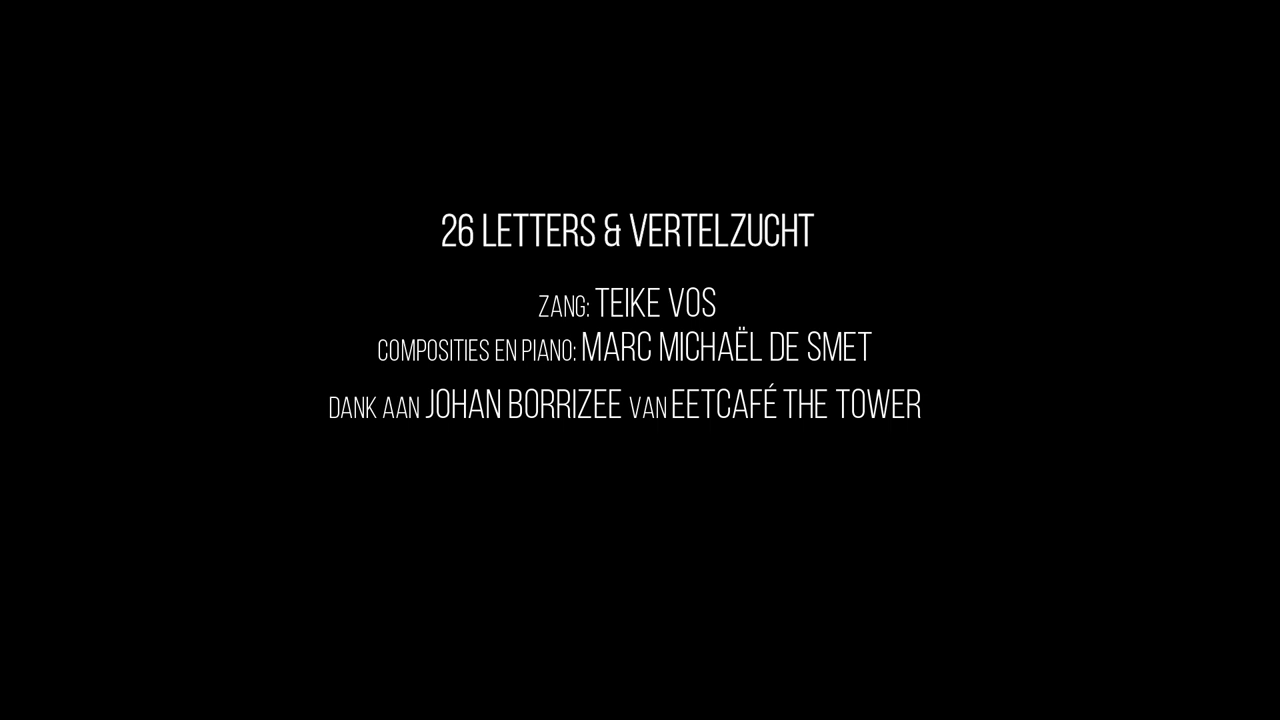 26 LETTERS & VERTELZUCHT
ZANG: TEIKE VOS
COMPOSITIES EN PIANO: MARC MICHAËL DE SMET
DANK AAN JOHAN BORRIZEE VAN EETCAFÉ THE TOWER